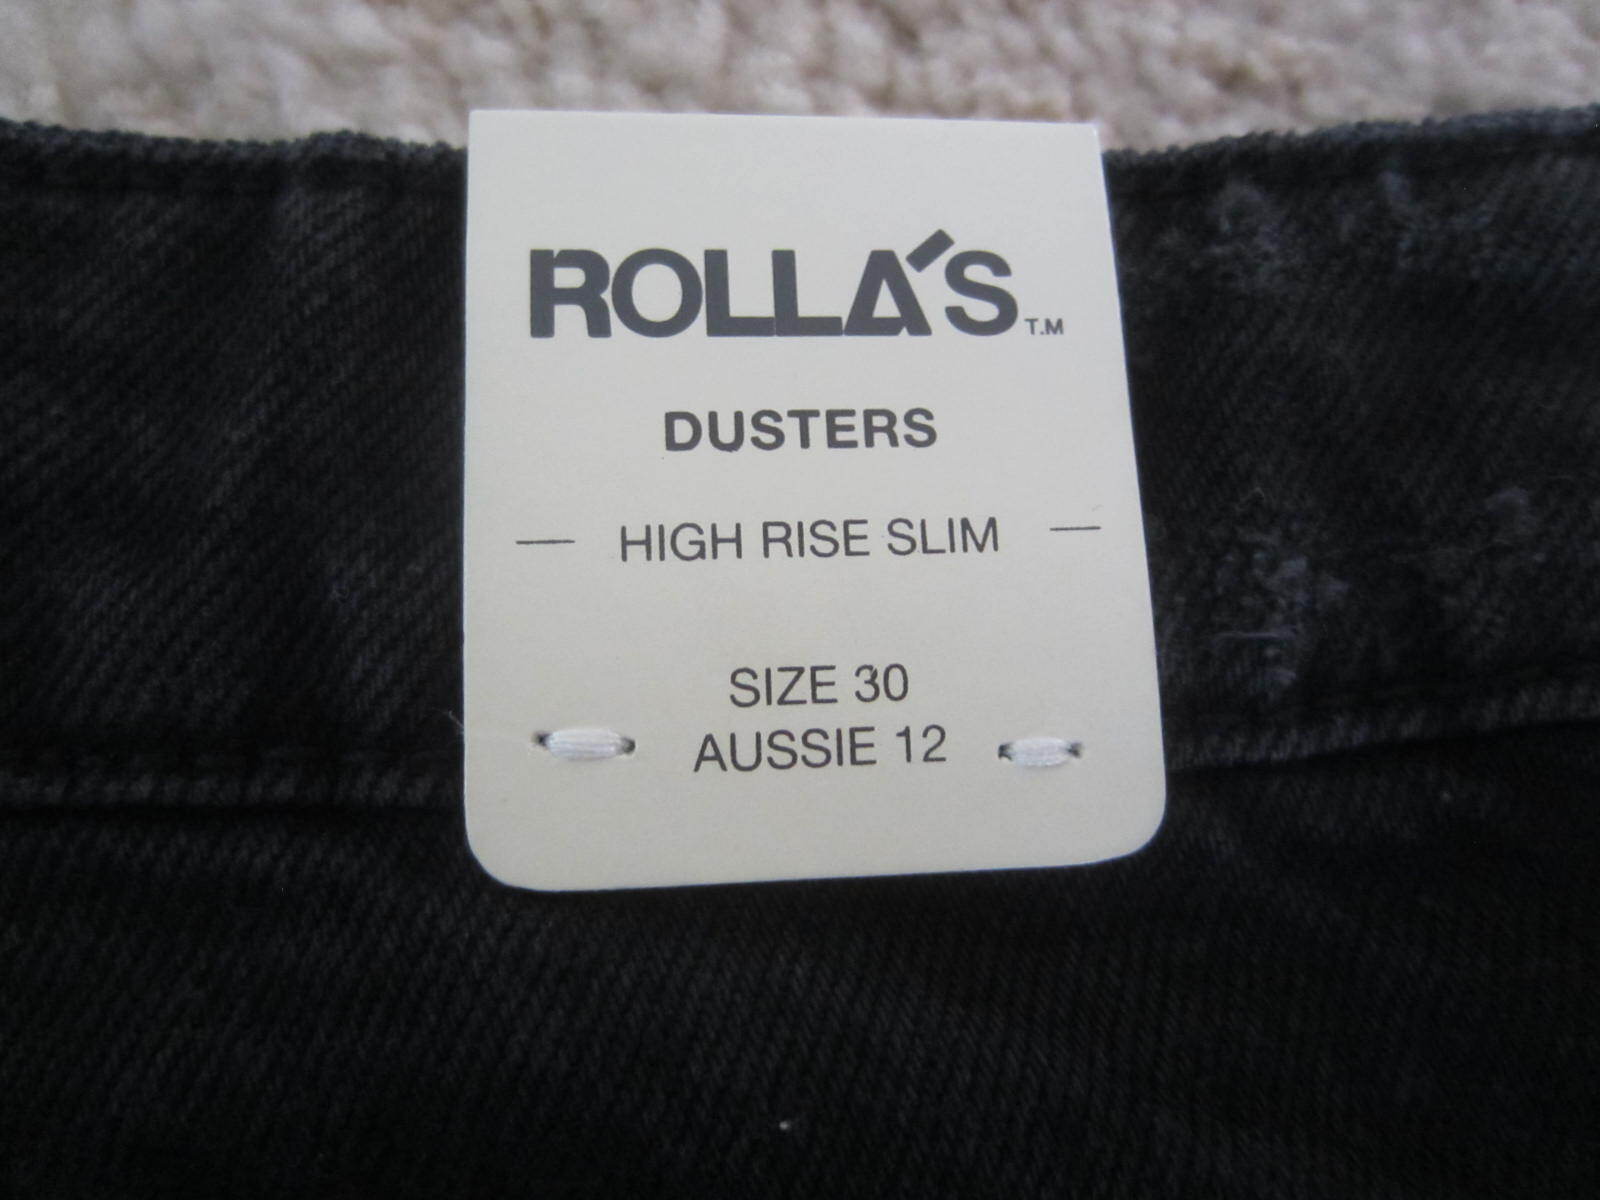 ROLLA'S T.M
DUSTERS
— HIGH RISE SLIM —
SIZE 30
AUSSIE 12